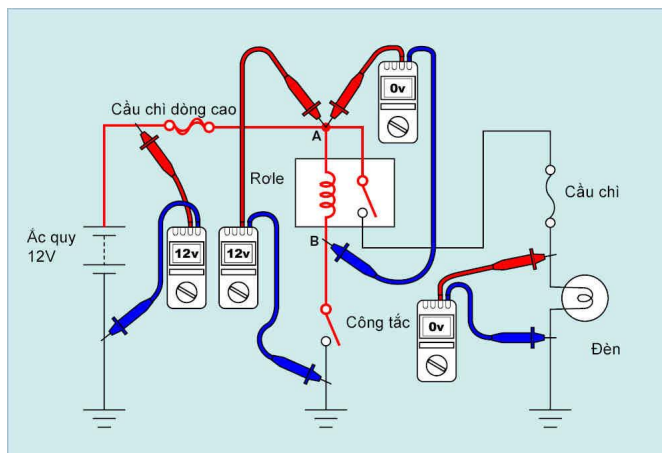 0v
Cầu chì dòng cao
A
Rơle
Cầu chì
Ắc quy
12V
12v
12v
B
0v
Công tắc
Đèn